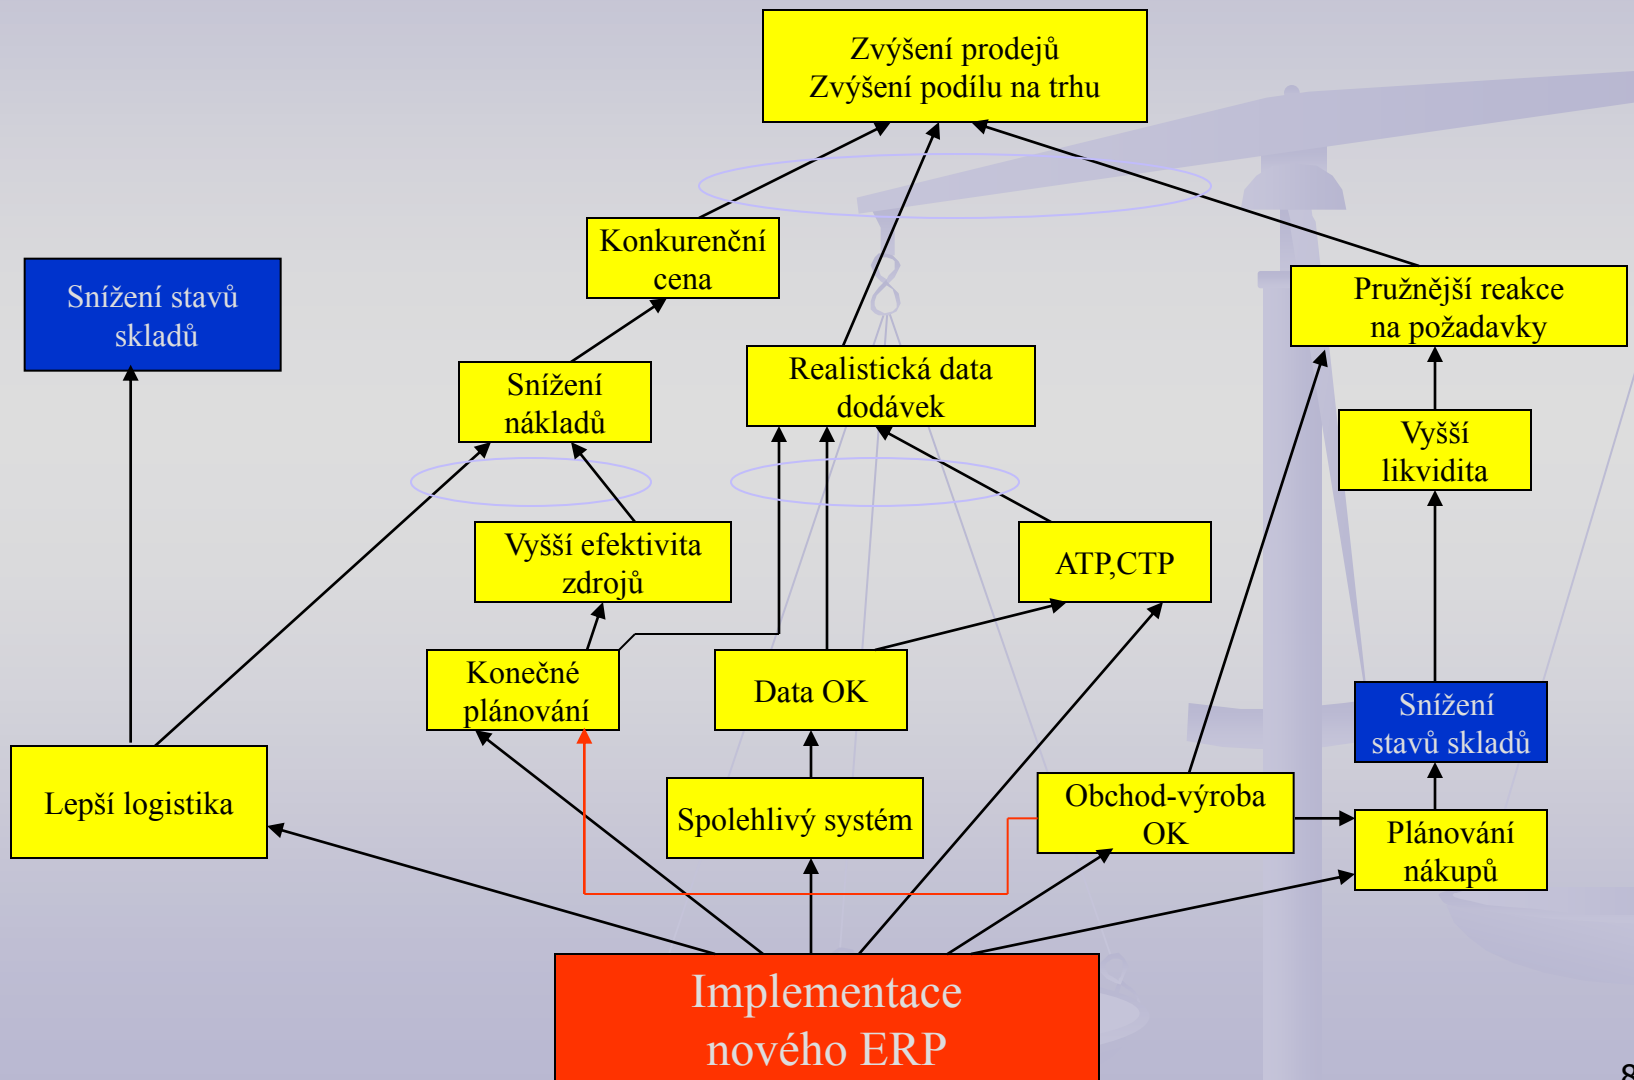 Zvýšení prodejů
Zvýšení podílu na trhu
Konkurenční
cena
Snížení stavů
skladů
Pružnější reakce
na požadavky
Snížení
nákladů
Realistická data
dodávek
Vyšší
likvidita
Vyšší efektivita
zdrojů
ATP,CTP
Konečné
plánování
Data OK
Snížení
stavů skladů
Lepší logistika
Spolehlivý systém
Obchod-výroba
OK
Plánování
nákupů
Implementace
nového ERP
8